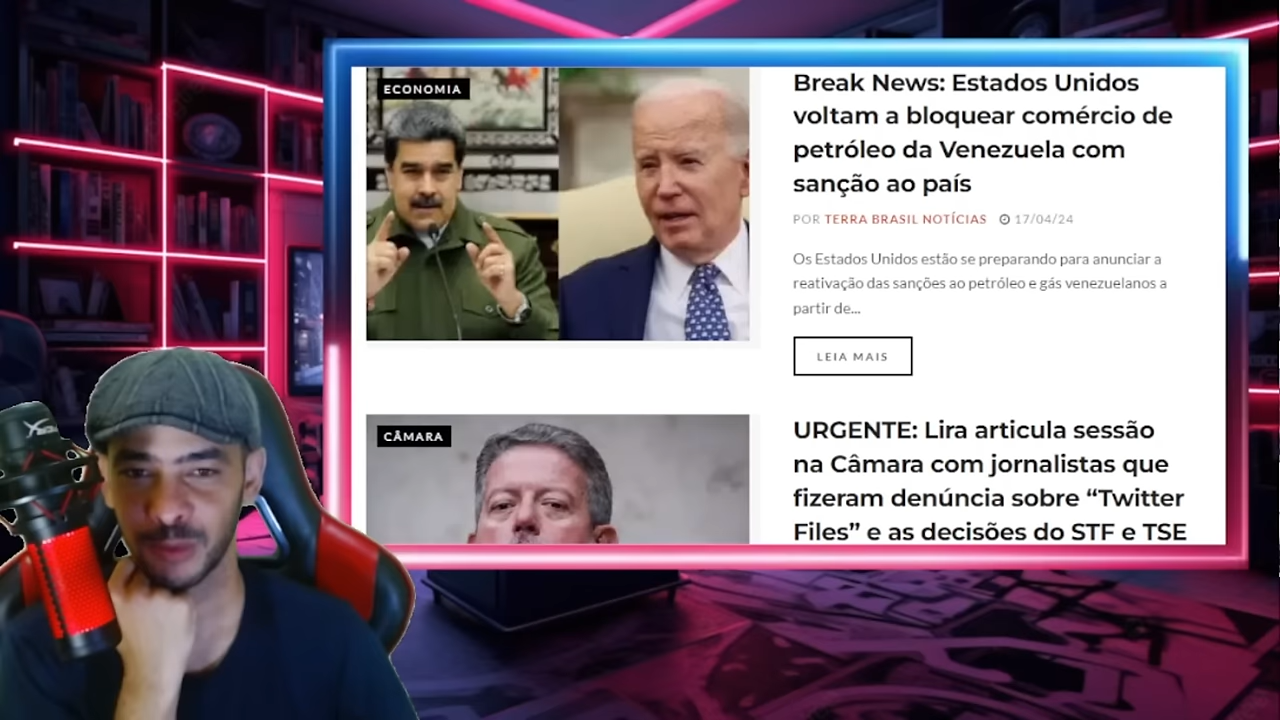 ECONOMIA
Break News: Estados Unidos
voltam a bloquear comércio de
petróleo da Venezuela com
sanção ao país
POR TERRA BRASIL NOTÍCIAS 17/04/24
Os Estados Unidos estão se preparando para anunciar a
reativação das sanções ao petróleo e gás venezuelanos a
partir de...
LEIA MAIS
CÂMARA
URGENTE: Lira articula sessão
na Câmara com jornalistas que
fizeram denúncia sobre “Twitter
Files” e as decisões do STF e TSE